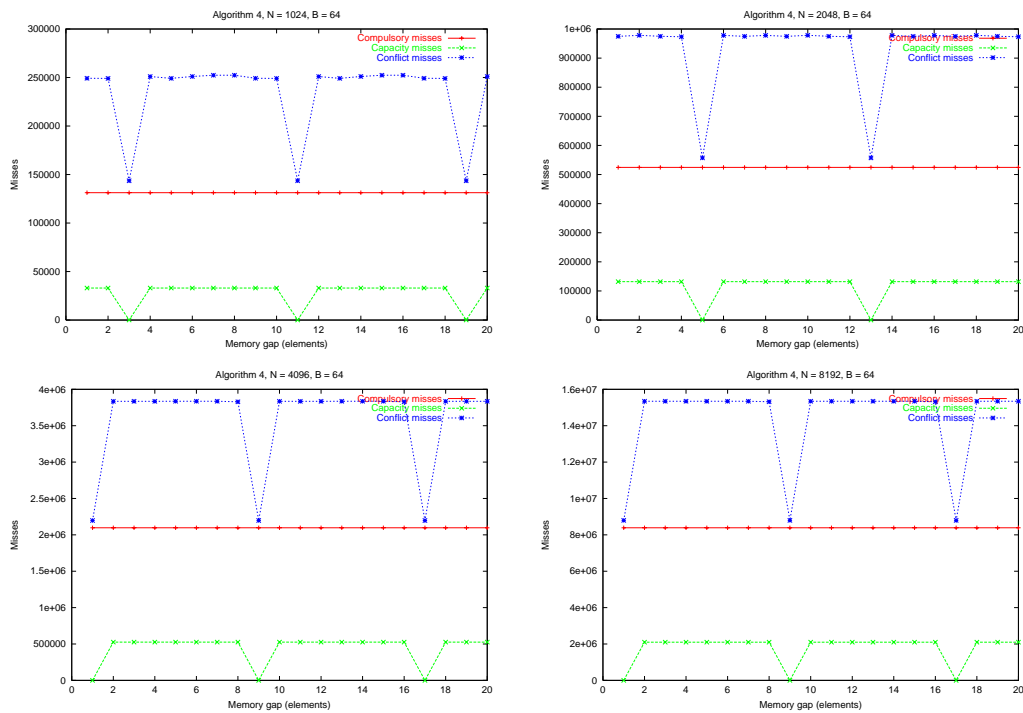 Algorithm 4, N = 1024, B = 64
300000
250000
200000
150000
100000
50000
0
Misses
Compulsory misses
Capacity misses
Conflict misses
0 2 4 6 8 10 12 14 16 18 20
Memory gap (elements)
Algorithm 4, N = 2048, B = 64
1e+06
900000
800000
700000
600000
500000
400000
300000
200000
100000
0
Misses
Compulsory misses
Capacity misses
Conflict misses
0 2 4 6 8 10 12 14 16 18 20
Memory gap (elements)
Algorithm 4, N = 4096, B = 64
4e+06
3.5e+06
3e+06
2.5e+06
2e+06
1.5e+06
1e+06
500000
0
Misses
Compulsory misses
Capacity misses
Conflict misses
0 2 4 6 8 10 12 14 16 18 20
Memory gap (elements)
Algorithm 4, N = 8192, B = 64
1.6e+07
1.4e+07
1.2e+07
1e+07
8e+06
6e+06
4e+06
2e+06
0
Misses
Compulsory misses
Capacity misses
Conflict misses
0 2 4 6 8 10 12 14 16 18 20
Memory gap (elements)